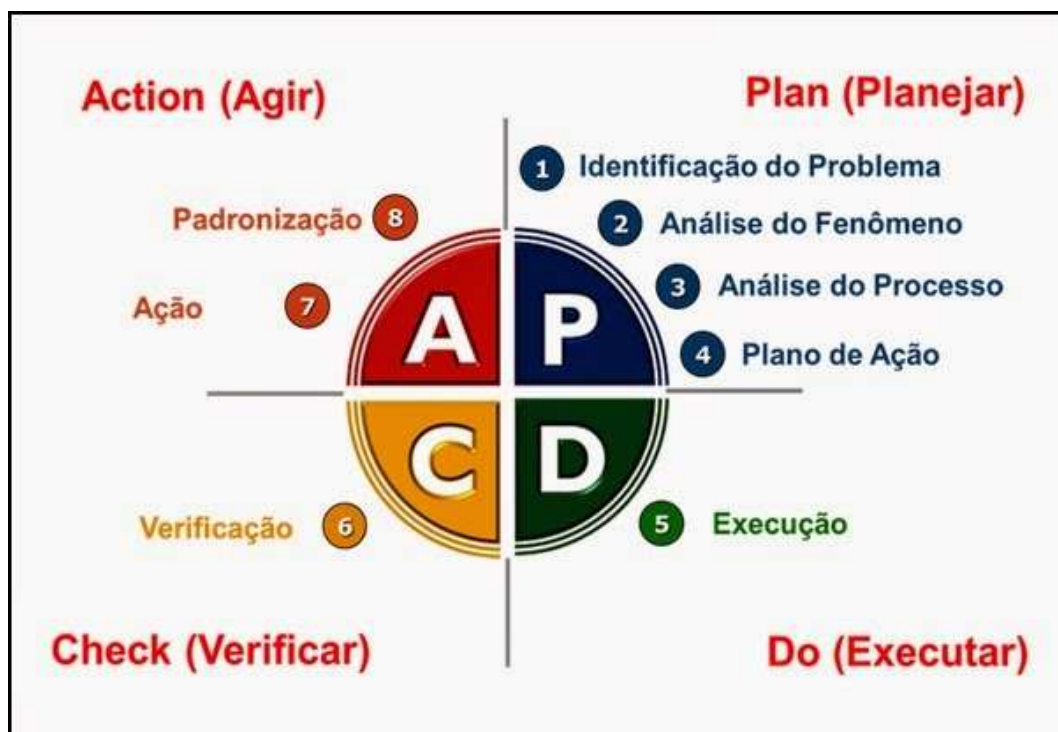 Action (Agir)
Plan (Planejar)
1 Identificação do Problema
2 Análise do Fenômeno
3 Análise do Processo
4 Plano de Ação
Padronização 8
Ação 7
A P
C D
Verificação 6
5 Execução
Check (Verificar)
Do (Executar)